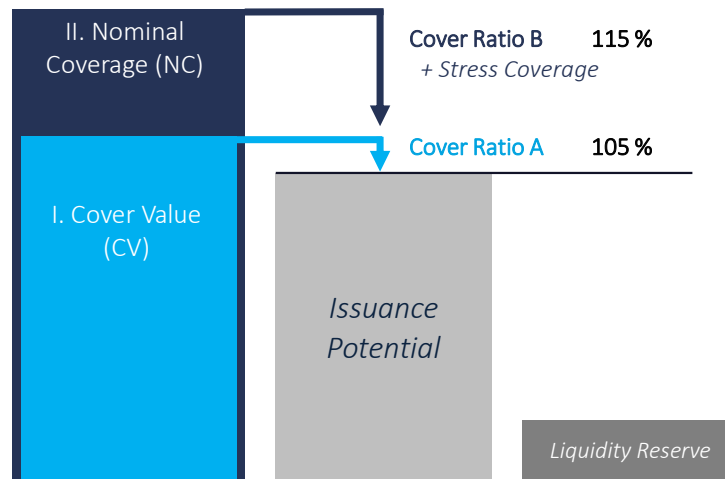 II. Nominal
Coverage (NC)
Cover Ratio B 115 %
+ Stress Coverage
Cover Ratio A 105 %
I. Cover Value
(CV)
Issuance
Potential
Liquidity Reserve